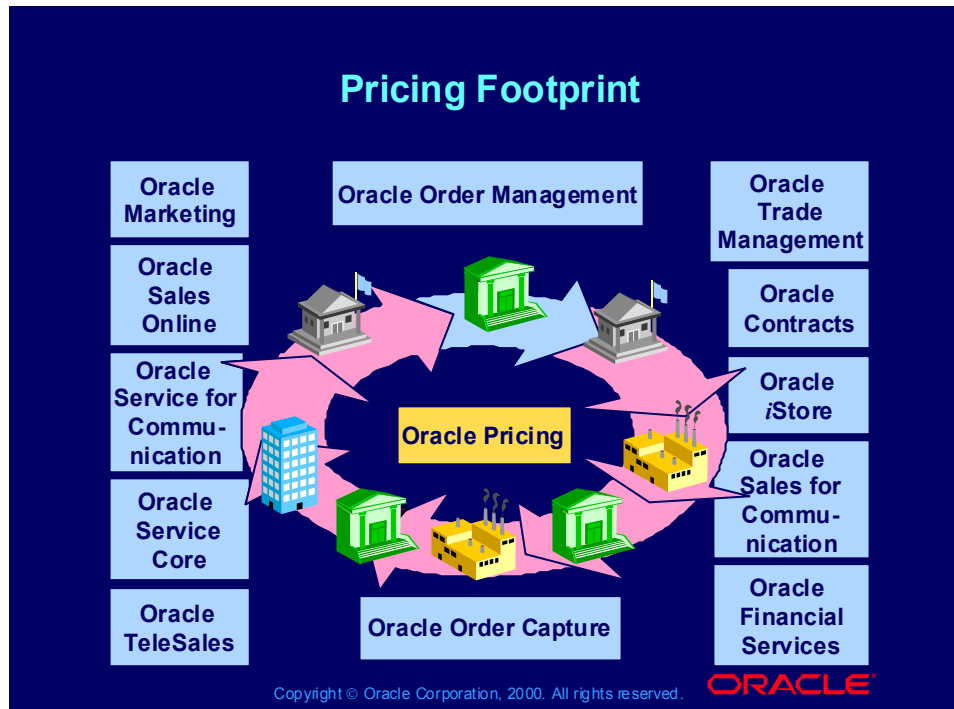 Pricing Footprint
Oracle
Marketing
Oracle Order Management
Oracle
Trade
Management
Oracle
Sales
Online
Oracle
Contracts
Oracle
Service for
Commu-
nication
Oracle
iStore
Oracle Pricing
Oracle
Sales for
Commu-
nication
Oracle
Service
Core
Oracle
TeleSales
Oracle Order Capture
Oracle
Financial
Services
Copyright © Oracle Corporation, 2000. All rights reserved.
ORACLE®